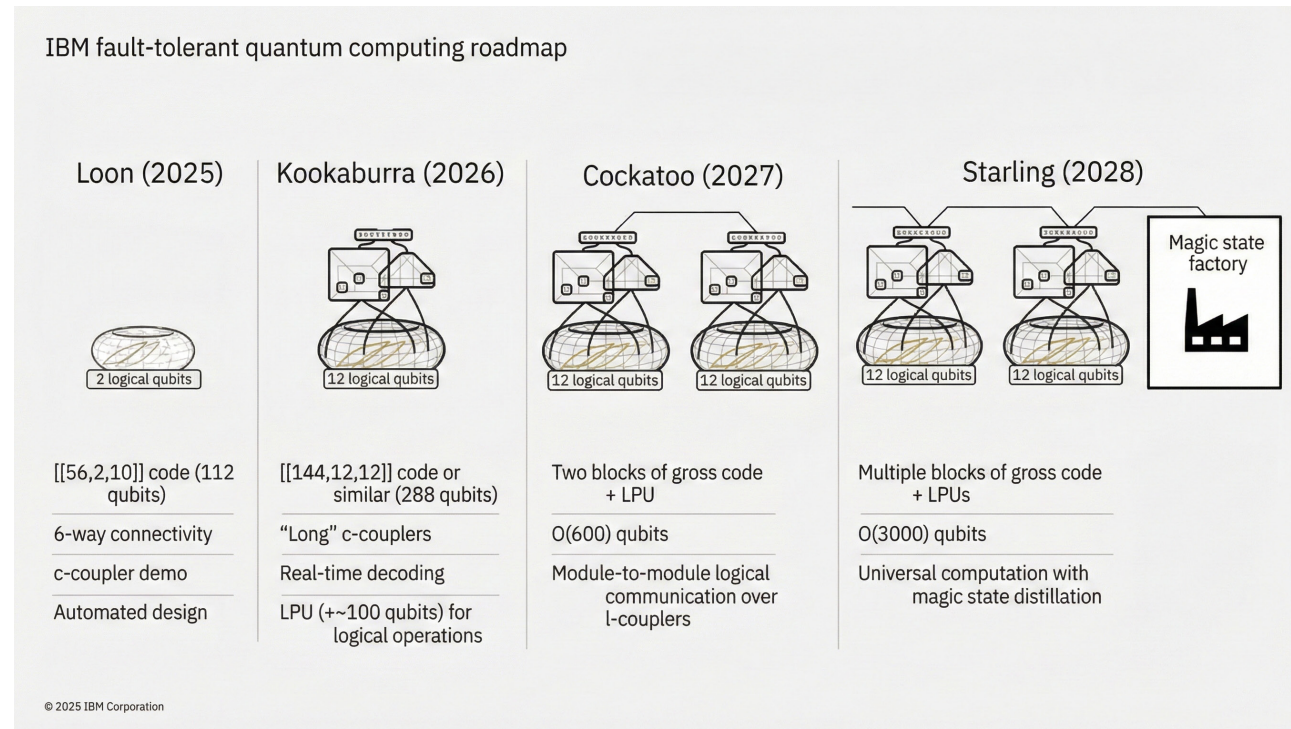 IBM fault-tolerant quantum computing roadmap
Loon (2025)
2 logical qubits
[[56,2,10]] code (112
qubits)
6-way connectivity
c-coupler demo
Automated design
Kookaburra (2026)
12 logical qubits
[[144,12,12]] code or
similar (288 qubits)
“Long” c-couplers
Real-time decoding
LPU (+~100 qubits) for
logical operations
Cockatoo (2027)
12 logical qubits
12 logical qubits
Two blocks of gross code
+ LPU
O(600) qubits
Module-to-module logical
communication over
l-couplers
Starling (2028)
12 logical qubits
12 logical qubits
Magic state
factory
Multiple blocks of gross code
+ LPUs
O(3000) qubits
Universal computation with
magic state distillation
© 2025 IBM Corporation